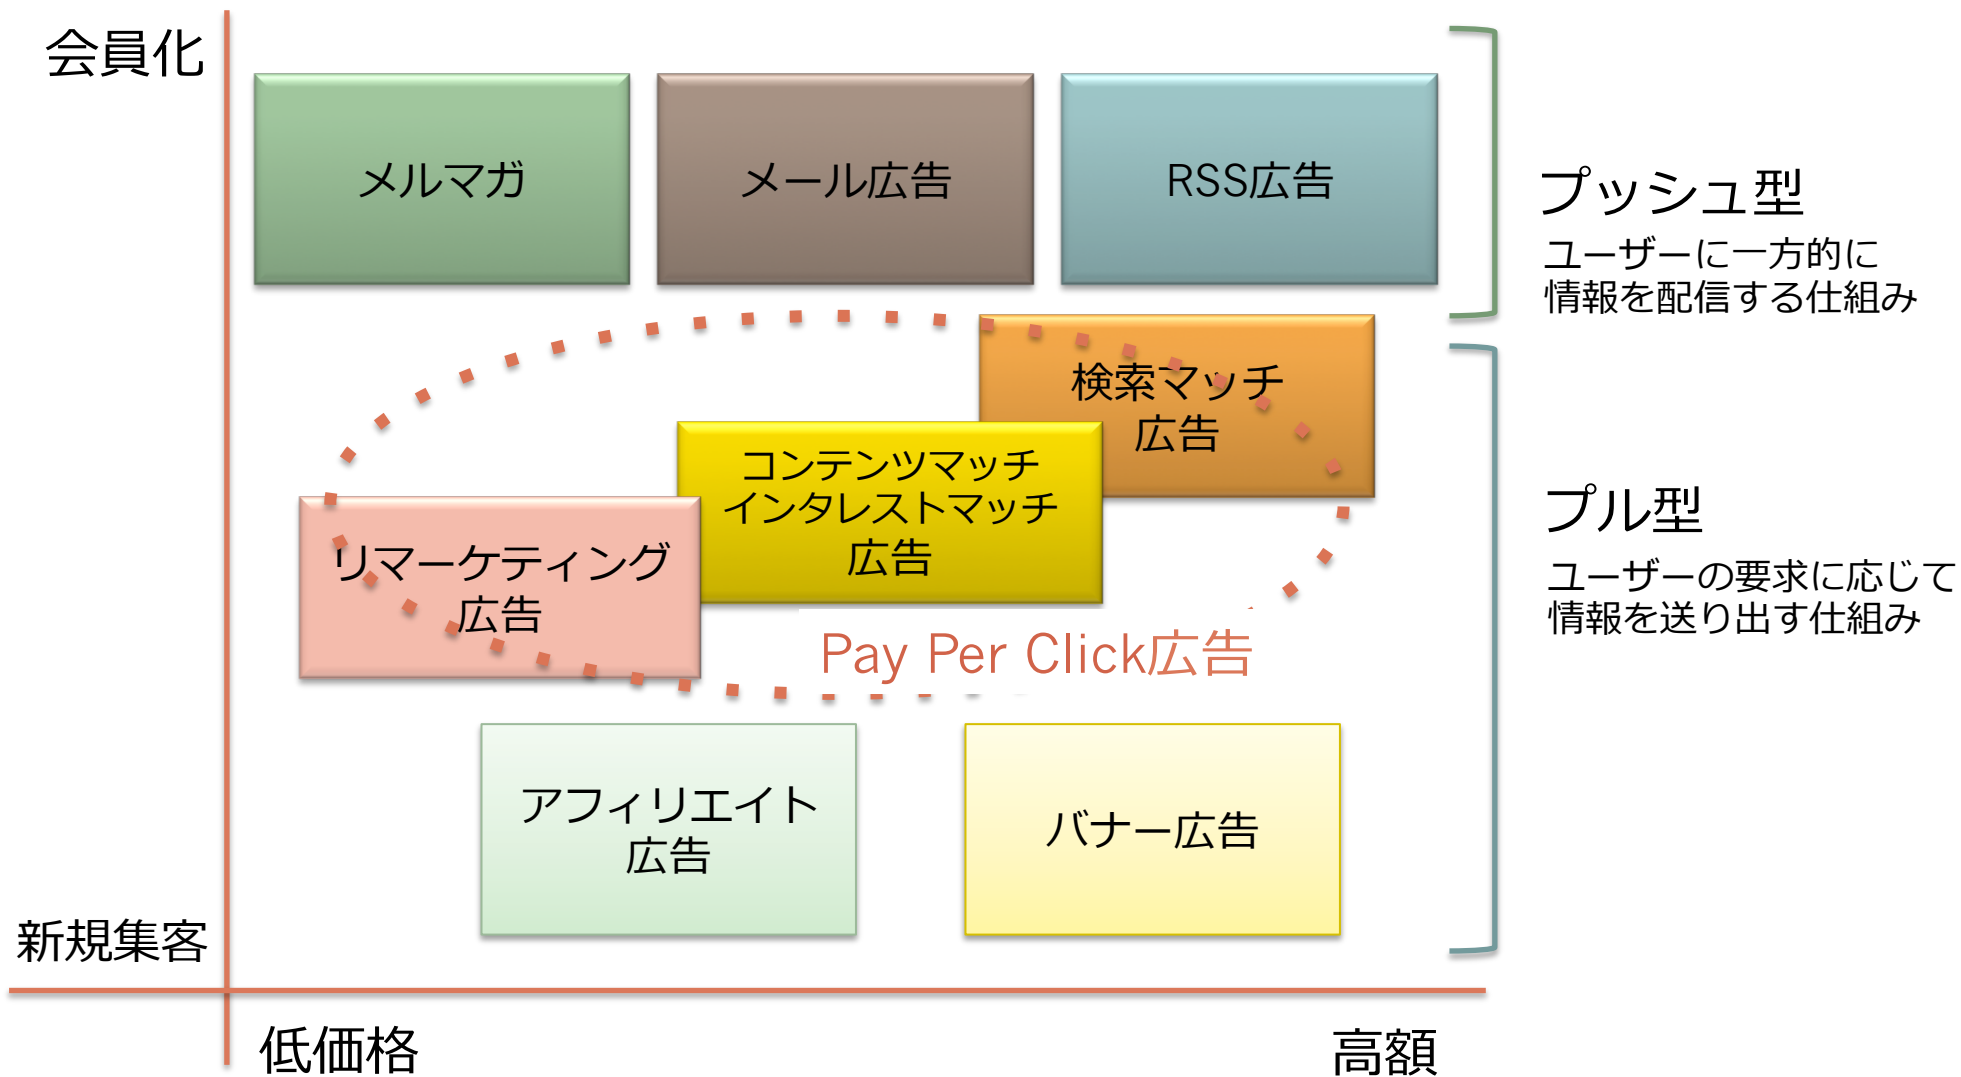 会員化
メルマガ
メール広告
RSS広告
プッシュ型
ユーザーに一方的に
情報を配信する仕組み
検索マッチ
広告
コンテンツマッチ
インタレストマッチ
広告
リマーケティング
広告
Pay Per Click広告
プル型
ユーザーの要求に応じて
情報を送り出す仕組み
アフィリエイト
広告
バナー広告
新規集客
低価格
高額